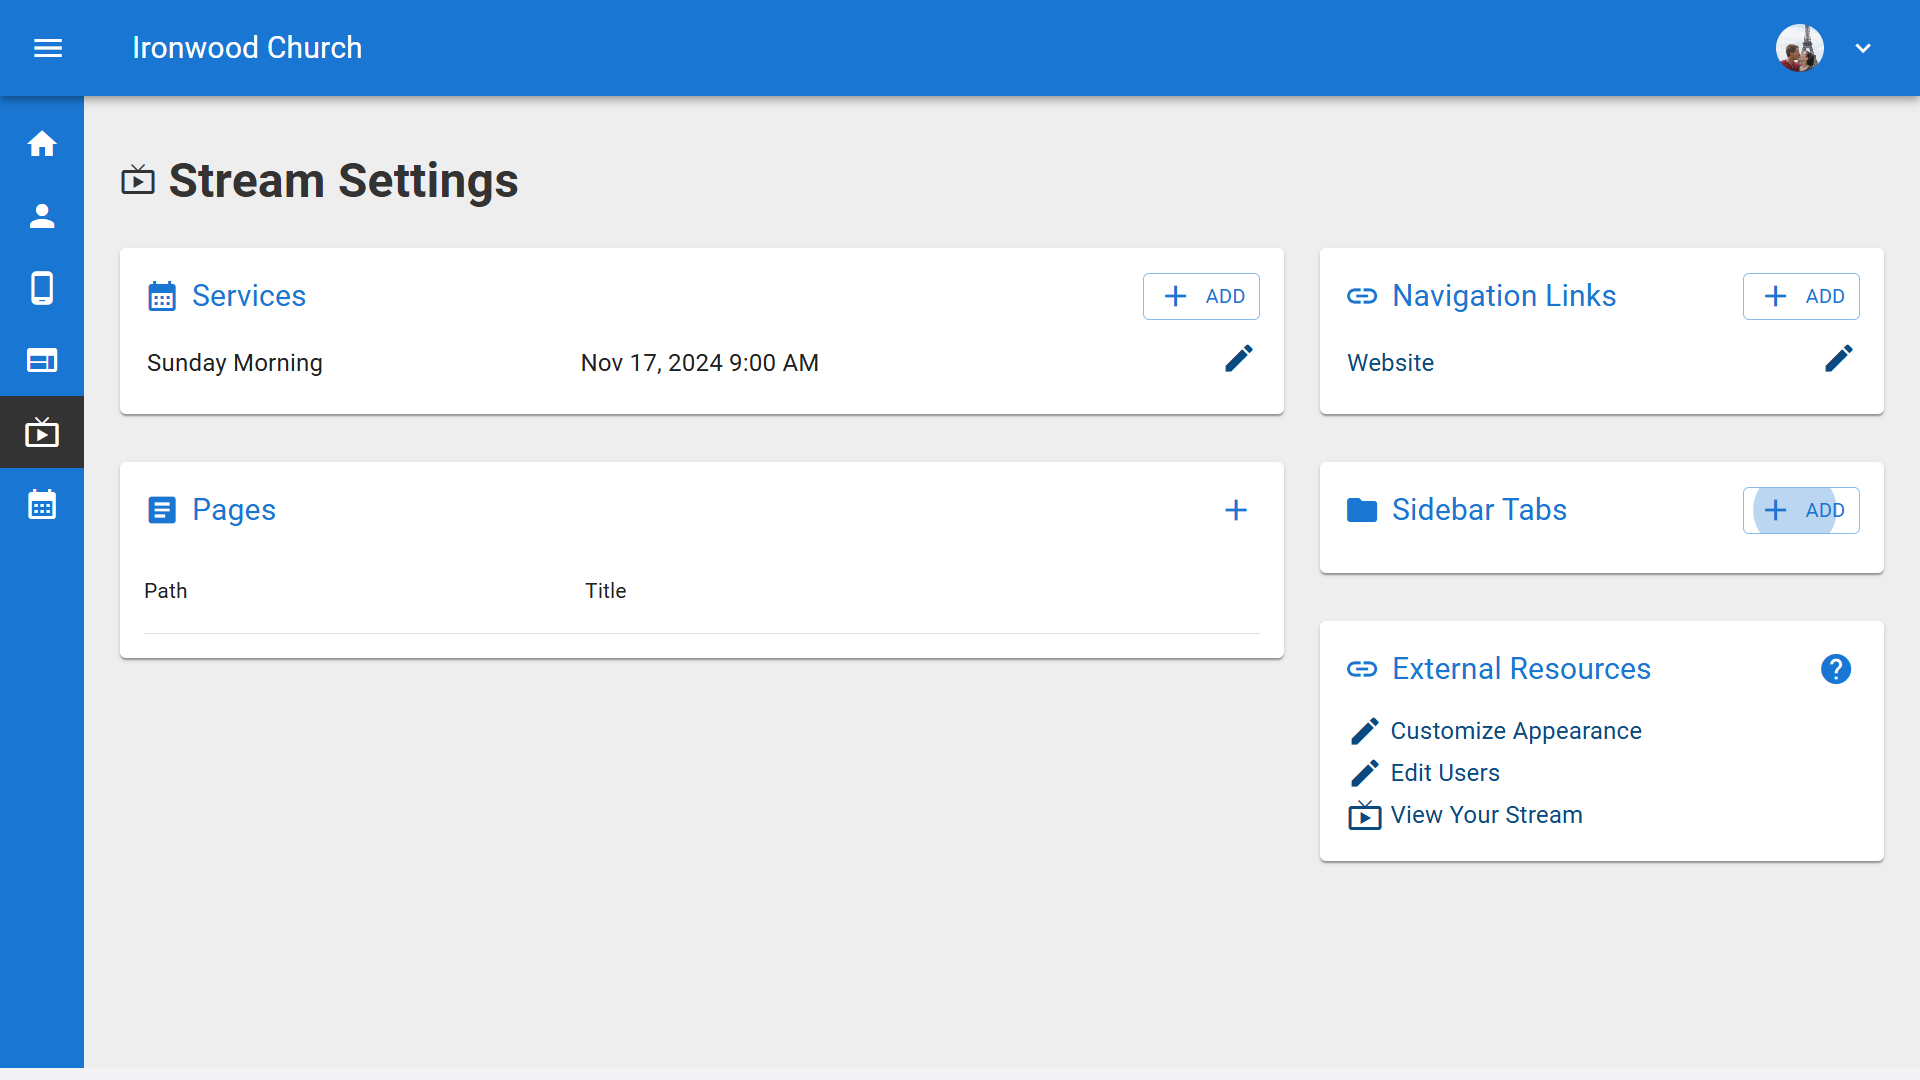 Ironwood Church
Stream Settings
Services
ADD
Sunday Morning
Nov 17, 2024 9:00 AM
Pages
Path
Title
Navigation Links
ADD
Website
Sidebar Tabs
ADD
External Resources
Customize Appearance
Edit Users
View Your Stream